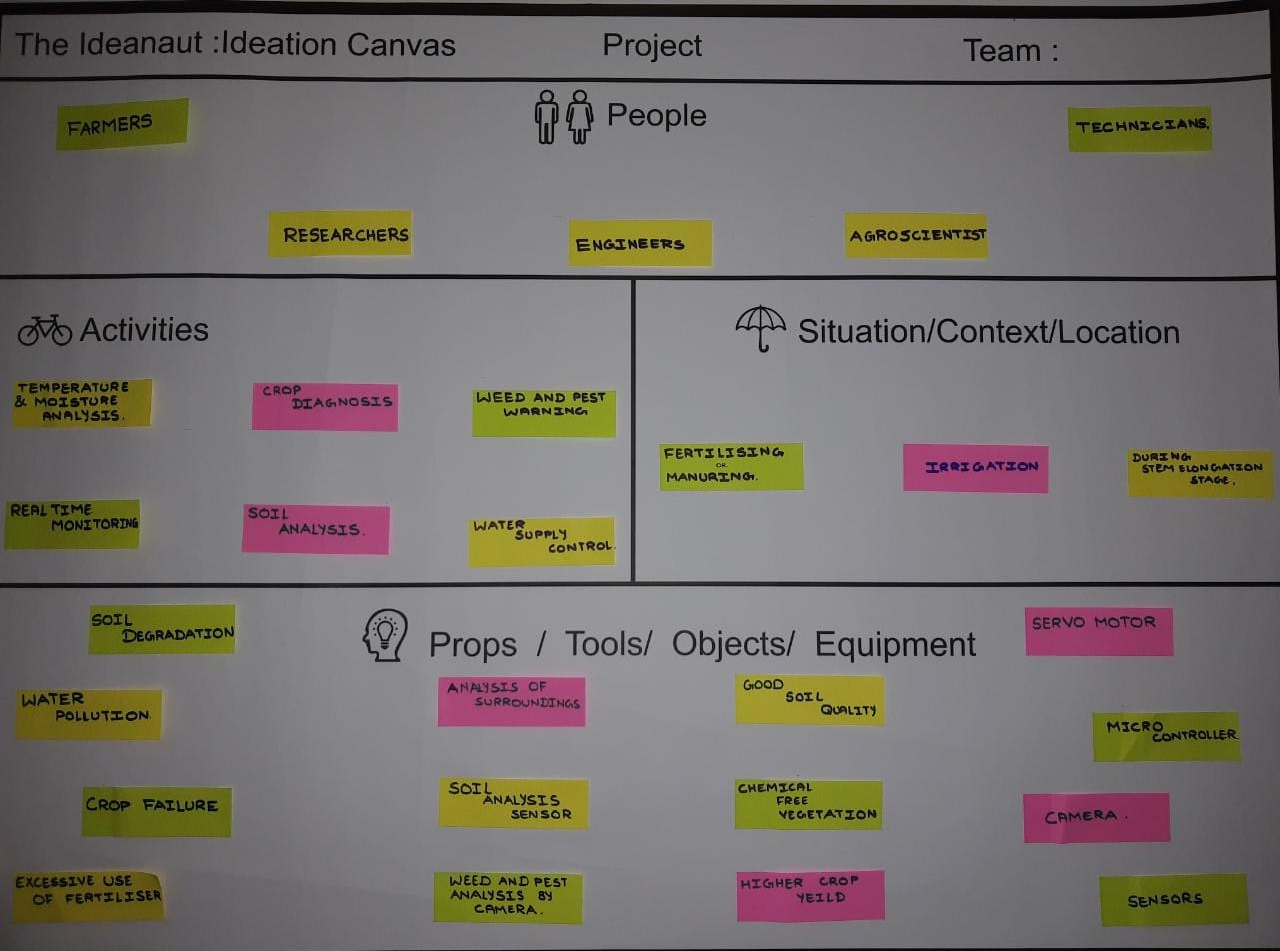 The Ideanaut :Ideation Canvas
Project
Team :
People
FARMERS
TECHNICIANS.
RESEARCHERS
ENGINEERS
AGROSCIENTIST
Activities
TEMPERATURE
& MOISTURE
ANALYSIS.
CROP
DIAGNOSIS
WEED AND PEST
WARNING
REAL TIME
MONITORING
SOIL
ANALYSIS.
WATER
SUPPLY
CONTROL.
Situation/Context/Location
FERTILISING
OR
MANURING.
IRRIGATION
DURING
STEM ELONGATION
STAGE.
Props / Tools/ Objects/ Equipment
SOIL
DEGRADATION
WATER
POLLUTION
CROP FAILURE
EXCESSIVE USE
OF FERTILISER
ANALYSIS OF
SURROUNDINGS
SOIL
ANALYSIS
SENSOR
WEED AND PEST
ANALYSIS BY
CAMERA.
GOOD
SOIL
QUALITY
CHEMICAL
FREE
VEGETATION
HIGHER CROP
YEILD
SERVO MOTOR
MICRO
CONTROLLER
CAMERA .
SENSORS